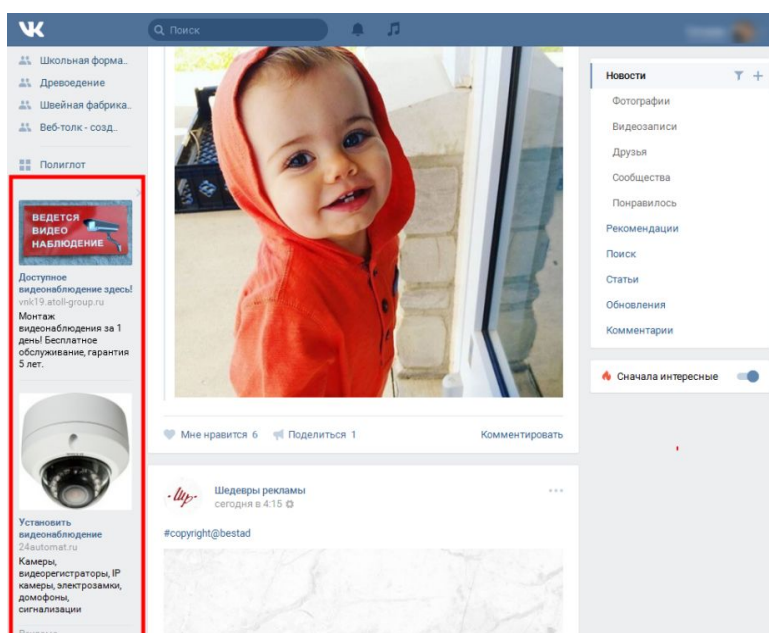 Поиск
Школьная форма..
Древоедение
Швейная фабрика..
Веб-толк - созд..
Полиглот
ВЕДЕТСЯ
ВИДЕО
НАБЛЮДЕНИЕ
Доступное
видеонаблюдение здесь!
vnk19.atoll-group.ru
Монтаж
видеонаблюдения за 1
день! Бесплатное
обслуживание, гарантия
5 лет.
Установить
видеонаблюдение
24automat.ru
Камеры,
видеорегистраторы, IP
камеры, электрозамки,
домофоны,
сигнализации
Мне нравится 6 Поделиться 1 Комментировать
Шедевры рекламы
сегодня в 4:15
#copyright@bestad
Новости
Фотографии
Видеозаписи
Друзья
Сообщества
Понравилось
Рекомендации
Поиск
Статьи
Обновления
Комментарии
Сначала интересные